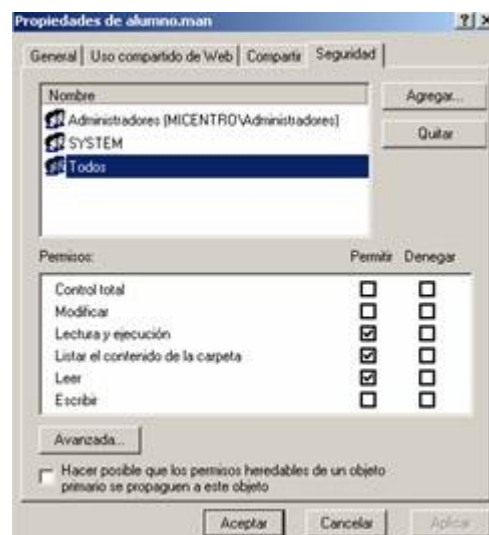 Propiedades de alumno.man
General Uso compartido de Web Compartir Seguridad
Nombre
Agregar...
Administradores (MICENTRO\Administradores)
Quitar
SYSTEM
Todos
Permisos: Permitir Denegar
Control total
Modificar
Lectura y ejecución
Listar el contenido de la carpeta
Leer
Escribir
Avanzada...
Hacer posible que los permisos heredables de un objeto
primario se propaguen a este objeto
Aceptar Cancelar Aplicar